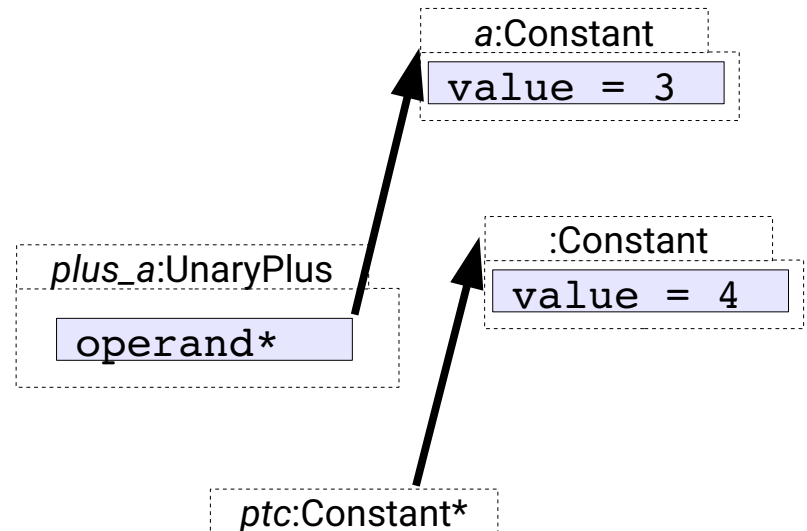 a:Constant
value = 3
:Constant
value = 4
plus_a:UnaryPlus
operand*
ptc:Constant*